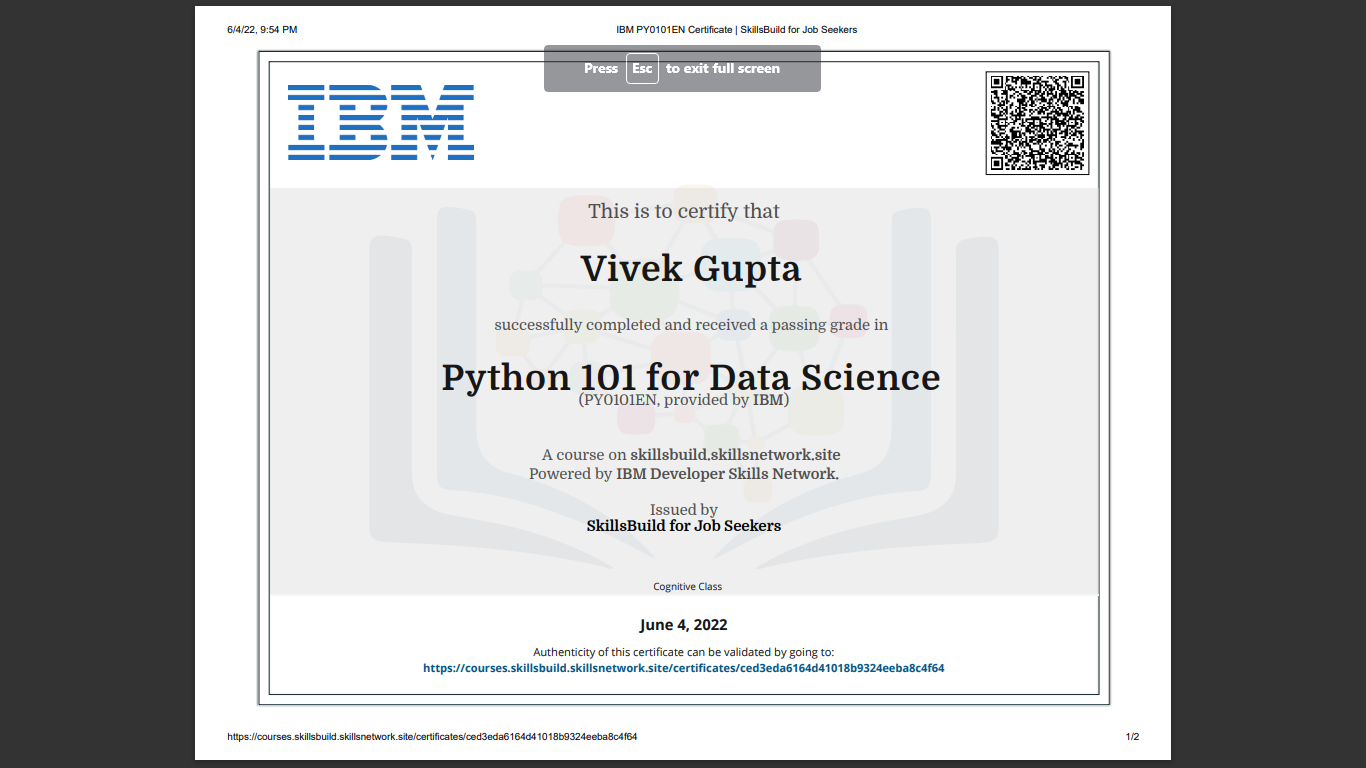 6/4/22, 9:54 PM
IBM PY0101EN Certificate | SkillsBuild for Job Seekers
Press Esc to exit full screen
IBM
This is to certify that
Vivek Gupta
successfully completed and received a passing grade in
Python 101 for Data Science
(PY0101EN, provided by IBM)
A course on skillsbuild.skillsnetwork.site
Powered by IBM Developer Skills Network.
Issued by
SkillsBuild for Job Seekers
Cognitive Class
June 4, 2022
Authenticity of this certificate can be validated by going to:
https://courses.skillsbuild.skillsnetwork.site/certificates/ced3eda6164d41018b9324eeba8c4f64
https://courses.skillsbuild.skillsnetwork.site/certificates/ced3eda6164d41018b9324eeba8c4f64
1/2